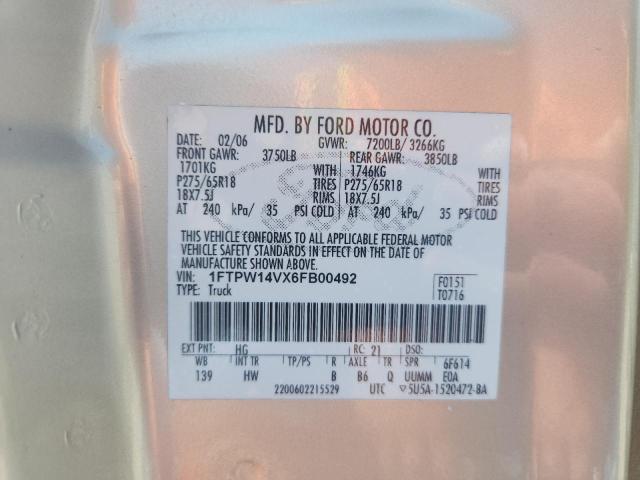 MFD. BY FORD MOTOR CO.
DATE: 02/06 GVWR: 7200LB/ 3266KG
FRONT GAWR: 3750LB REAR GAWR: 3850LB
1701KG WITH 1746KG WITH
P275/65R18 TIRES P275/65R18 TIRES
18X7.5J RIMS 18X7.5J RIMS
AT 240 kPa/ 35 PSI COLD AT 240 kPa/ 35 PSI COLD
THIS VEHICLE CONFORMS TO ALL APPLICABLE FEDERAL MOTOR
VEHICLE SAFETY STANDARDS IN EFFECT ON THE DATE OF
MANUFACTURE SHOWN ABOVE.
VIN: 1FTPW14VX6FB00492 F0151
TYPE: Truck T0716
EXT PNT: HG RC: 21 DSO:
WB INT TR TP/PS R AXLE TR SPR 6F614
139 HW B B6 Q UUMM E0A
2200602215529 UTC ▽5U5A-1520472-BA